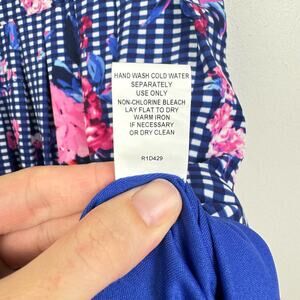 HAND WASH COLD WATER
SEPARATELY
USE ONLY
NON-CHLORINE BLEACH
LAY FLAT TO DRY
WARM IRON
IF NECESSARY
OR DRY CLEAN
R1D429